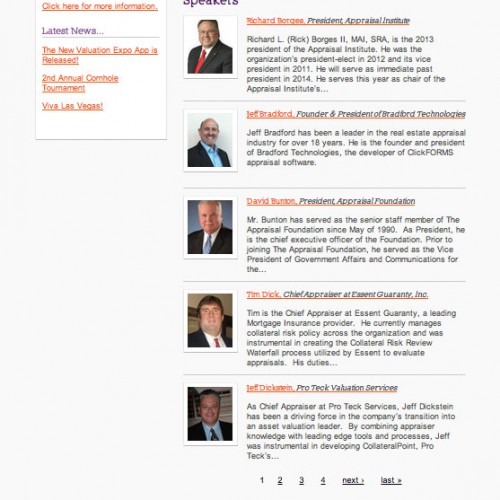 Click here for more information.
Latest News...
The New Valuation Expo App is
Released!
2nd Annual Cornhole
Tournament
Viva Las Vegas!
Speakers
Richard Borges, President, Appraisal Institute
Richard L. (Rick) Borges II, MAI, SRA, is the 2013
president of the Appraisal Institute. He was the
organization's president-elect in 2012 and its vice
president in 2011. He will serve as immediate past
president in 2014. He serves this year as chair of the
Appraisal Institute's…
Jeff Bradford, Founder & President of Bradford Technologies
Jeff Bradford has been a leader in the real estate appraisal
industry for over 18 years. He is the founder and president
of Bradford Technologies, the developer of ClickFORMS
appraisal software.
David Bunton, President, Appraisal Foundation
Mr. Bunton has served as the senior staff member of The
Appraisal Foundation since May of 1990. As President, he
is the chief executive officer of the Foundation. Prior to
joining The Appraisal Foundation, he served as the Vice
President of Government Affairs and Communications for
the…
Tim Dick, Chief Appraiser at Essent Guaranty, Inc.
Tim is the Chief Appraiser at Essent Guaranty, a leading
Mortgage Insurance provider. He currently manages
collateral risk policy across the organization and was
instrumental in creating the Collateral Risk Review
Waterfall process utilized by Essent to evaluate
appraisals. His duties…
Jeff Dickstein, Pro Teck Valuation Services
As Chief Appraiser at Pro Teck Services, Jeff Dickstein
has been a driving force in the company's transition into
an asset valuation leader. By combining appraiser
knowledge with leading edge tools and processes, Jeff
was instrumental in developing CollateralPoint, Pro
Teck's…
1 2 3 4 next › last »